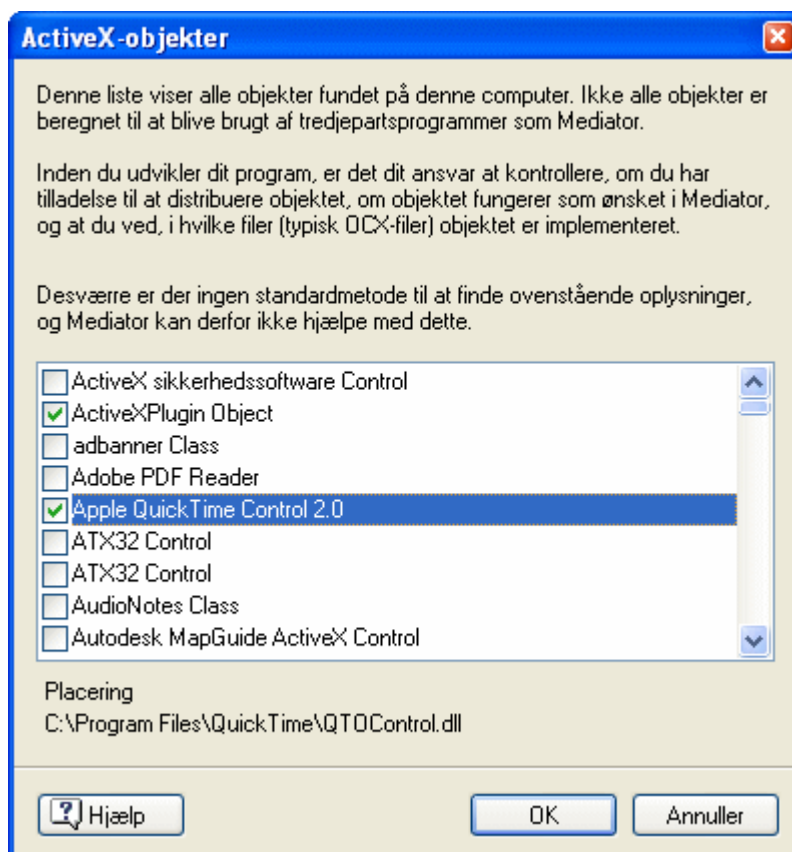 ActiveX-objekter
Denne liste viser alle objekter fundet på denne computer. Ikke alle objekter er
beregnet til at blive brugt af tredjepartsprogrammer som Mediator.
Inden du udvikler dit program, er det dit ansvar at kontrollere, om du har
tilladelse til at distribuere objektet, om objektet fungerer som ønsket i Mediator,
og at du ved, i hvilke filer (typisk OCX-filer) objektet er implementeret.
Desværre er der ingen standardmetode til at finde ovenstående oplysninger,
og Mediator kan derfor ikke hjælpe med dette.
ActiveX sikkerhedssoftware Control
ActiveXPlugin Object
adbanner Class
Adobe PDF Reader
Apple QuickTime Control 2.0
ATX32 Control
ATX32 Control
AudioNotes Class
Autodesk MapGuide ActiveX Control
Placering
C:\Program Files\QuickTime\QTOControl.dll
Hjælp OK Annuller